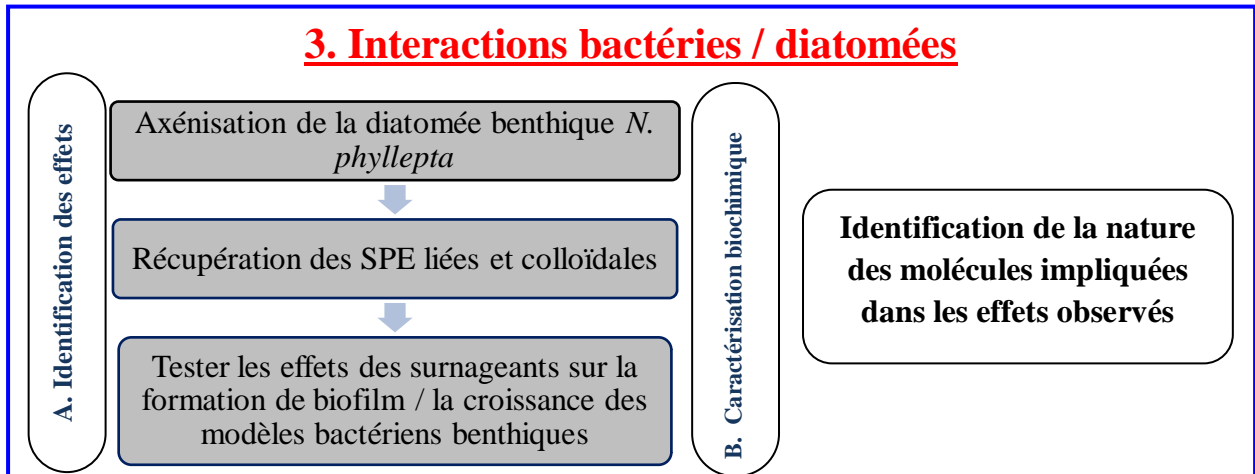 3. Interactions bactéries / diatomées
A. Identification des effets
Axénisation de la diatomée benthique N.
phyllepta
Récupération des SPE liées et colloïdales
Tester les effets des surnageants sur la
formation de biofilm / la croissance des
modèles bactériens benthiques
B. Caractérisation biochimique
Identification de la nature
des molécules impliquées
dans les effets observés